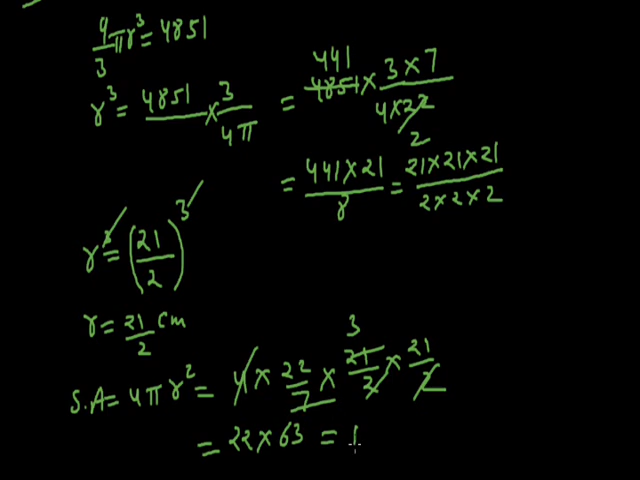 4/3 πr³ = 4851
r³ = 4851 × 3/4π = 441 4851 × 3 × 7 / 4 × 22 2
= 441 × 21 / 8 = 21 × 21 × 21 / 2 × 2 × 2
r³ = (21/2)³
r = 21/2 cm
S.A = 4πr² = 4 × 22/7 × 3 21/2 × 21/2
= 22 × 63 = 1